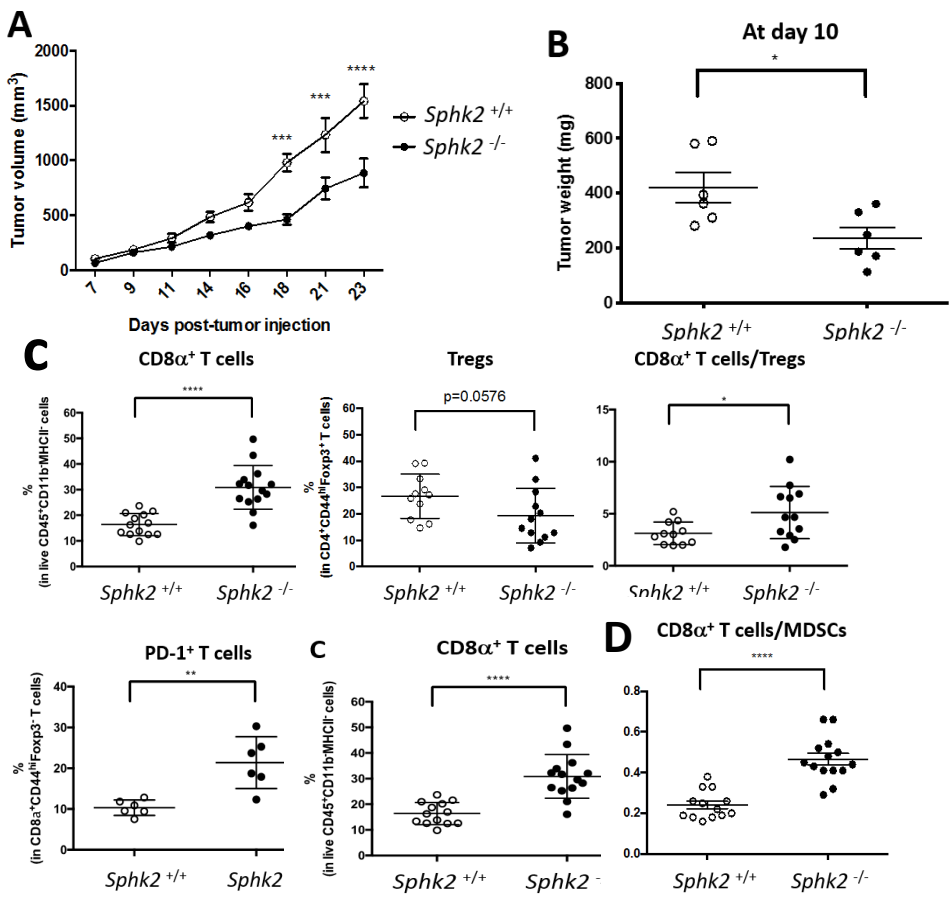 A
2000
1500
1000
500
0
Tumor volume (mm³)
***
***
****
Sphk2 +/+
Sphk2 -/-
7 9 11 14 16 18 21 23
Days post-tumor injection
B
At day 10
*
800
600
400
200
0
Tumor weight (mg)
Sphk2 +/+ Sphk2 -/-
C
CD8α⁺ T cells
****
60
50
40
30
20
10
0
%
(in live CD45⁺CD11b⁻MHCII⁻ cells
Sphk2 +/+ Sphk2 -/-
Tregs
p=0.0576
60
50
40
30
20
10
0
%
(in CD4⁺CD44ʰⁱFoxp3⁺ T cells)
Sphk2 +/+ Sphk2 -/-
CD8α⁺ T cells/Tregs
*
15
10
5
0
Sphk2 +/+ Sphk2 -/-
PD-1⁺ T cells
**
40
30
20
10
0
%
(in CD8a⁺CD44ʰⁱFoxp3⁻ T cells)
Sphk2 +/+ Sphk2
C
CD8α⁺ T cells
****
60
50
40
30
20
10
0
%
(in live CD45⁺CD11b⁻MHCII⁻ cells)
Sphk2 +/+ Sphk2 -
D
CD8α⁺ T cells/MDSCs
****
0.8
0.6
0.4
0.2
0.0
Sphk2 +/+ Sphk2 -/-